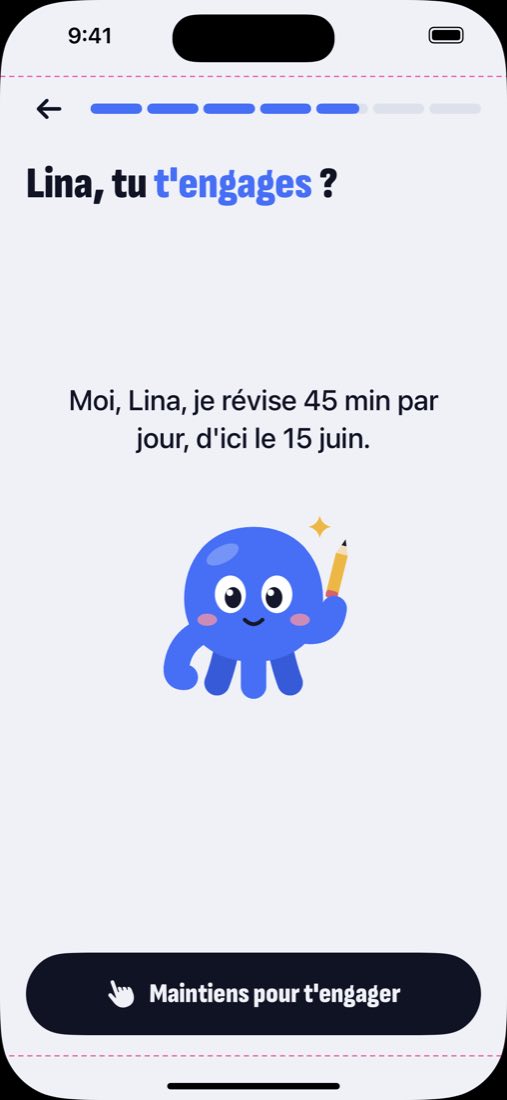 9:41
Lina, tu t'engages ?
Moi, Lina, je révise 45 min par
jour, d'ici le 15 juin.
Maintiens pour t'engager